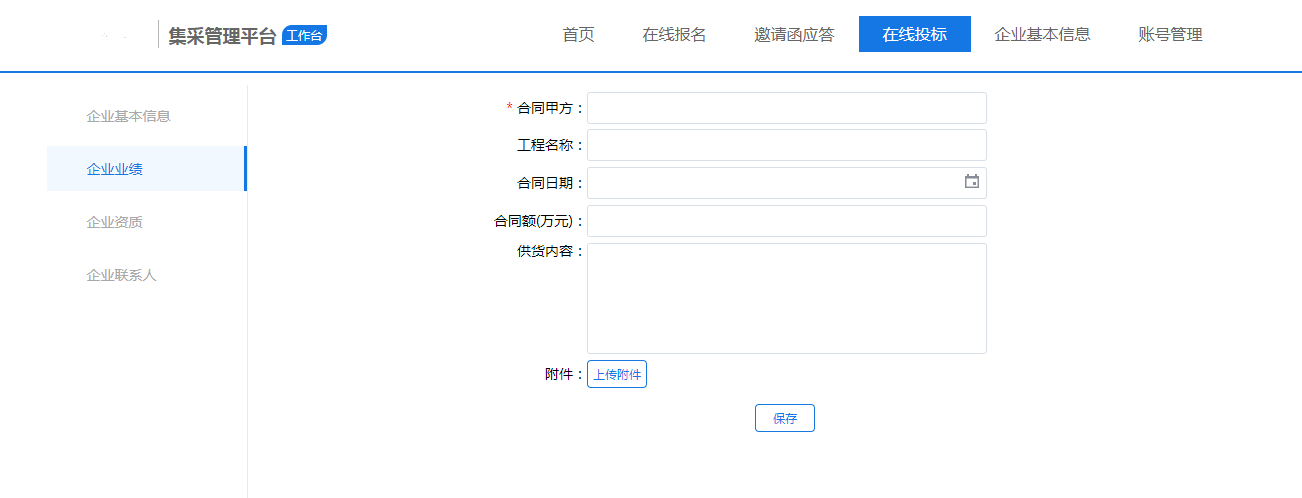 集采管理平台 工作台
首页 在线报名 邀请函应答 在线投标 企业基本信息 账号管理
企业基本信息
企业业绩
企业资质
企业联系人
* 合同甲方：
工程名称：
合同日期：
合同额(万元)：
供货内容：
附件： 上传附件
保存